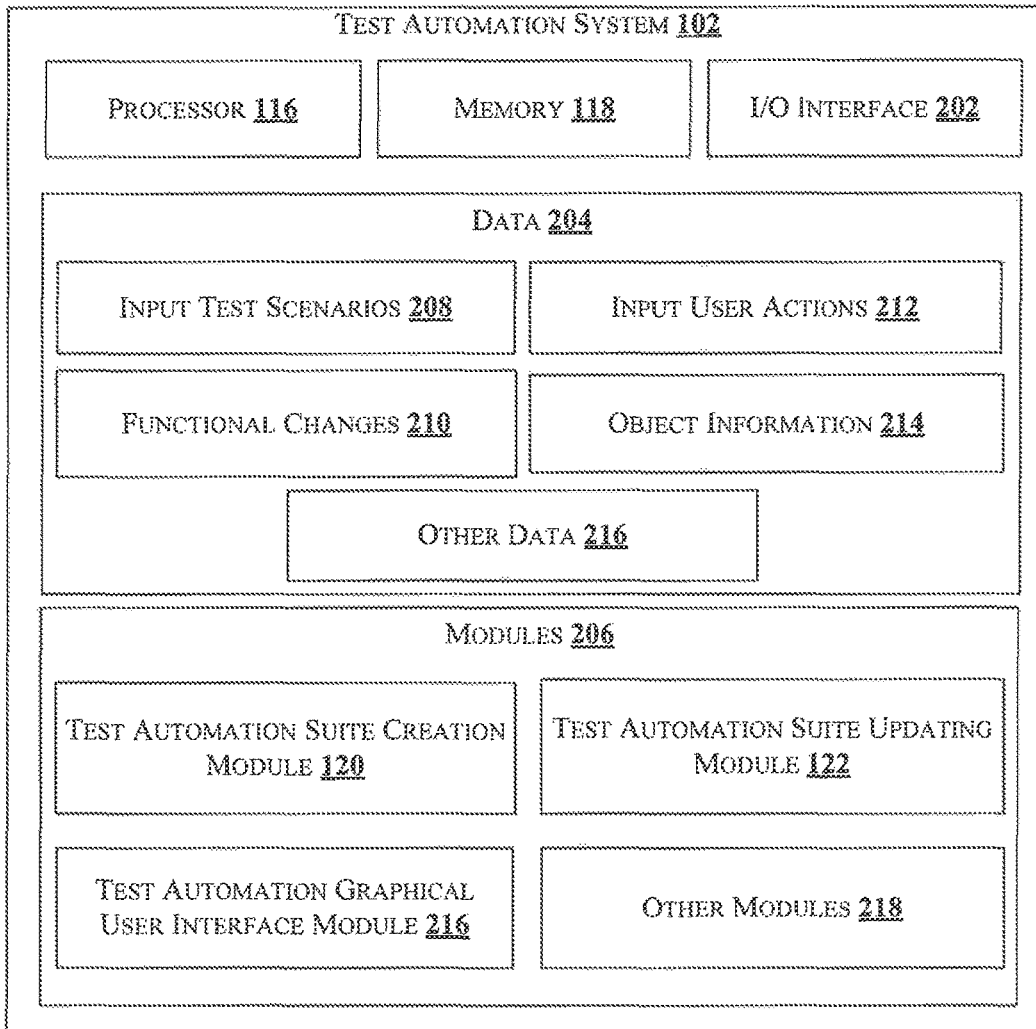 TEST AUTOMATION SYSTEM 102
PROCESSOR 116
MEMORY 118
I/O INTERFACE 202
DATA 204
INPUT TEST SCENARIOS 208
INPUT USER ACTIONS 212
FUNCTIONAL CHANGES 210
OBJECT INFORMATION 214
OTHER DATA 216
MODULES 206
TEST AUTOMATION SUITE CREATION
MODULE 120
TEST AUTOMATION SUITE UPDATING
MODULE 122
TEST AUTOMATION GRAPHICAL
USER INTERFACE MODULE 216
OTHER MODULES 218